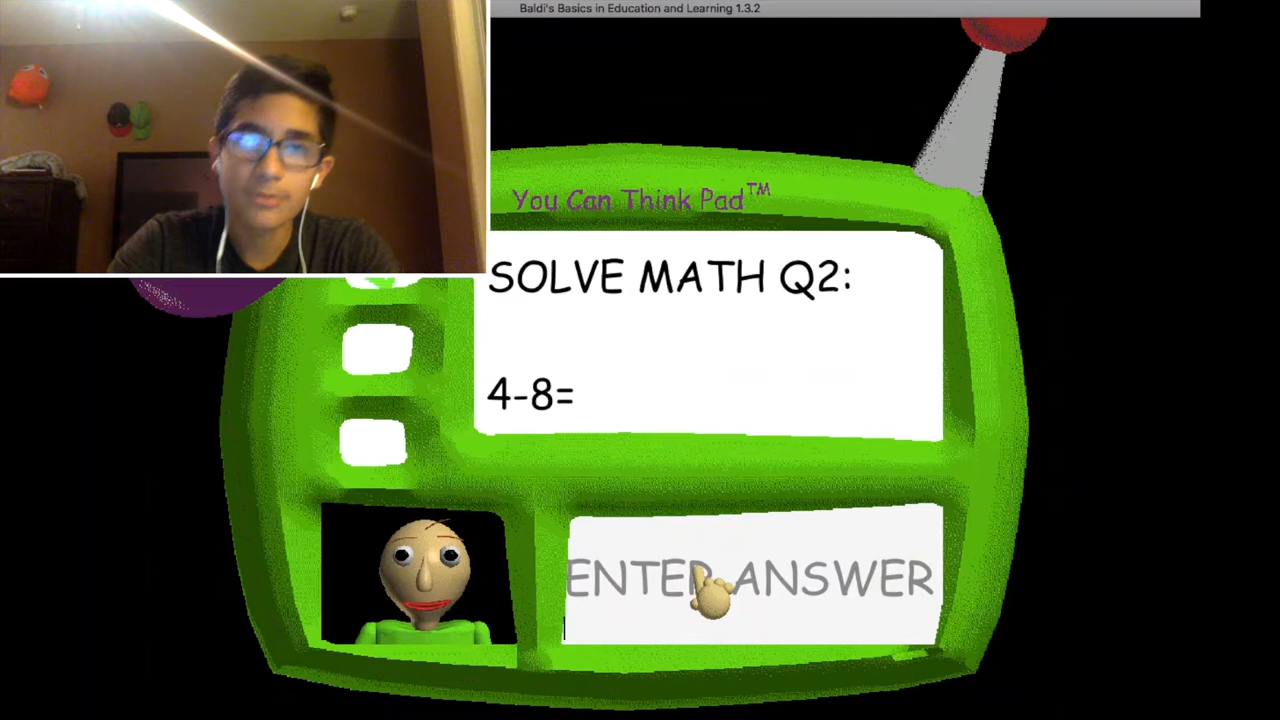 Baldi's Basics in Education and Learning 1.3.2
You Can Think Pad™
SOLVE MATH Q2:
4-8=
ENTER ANSWER